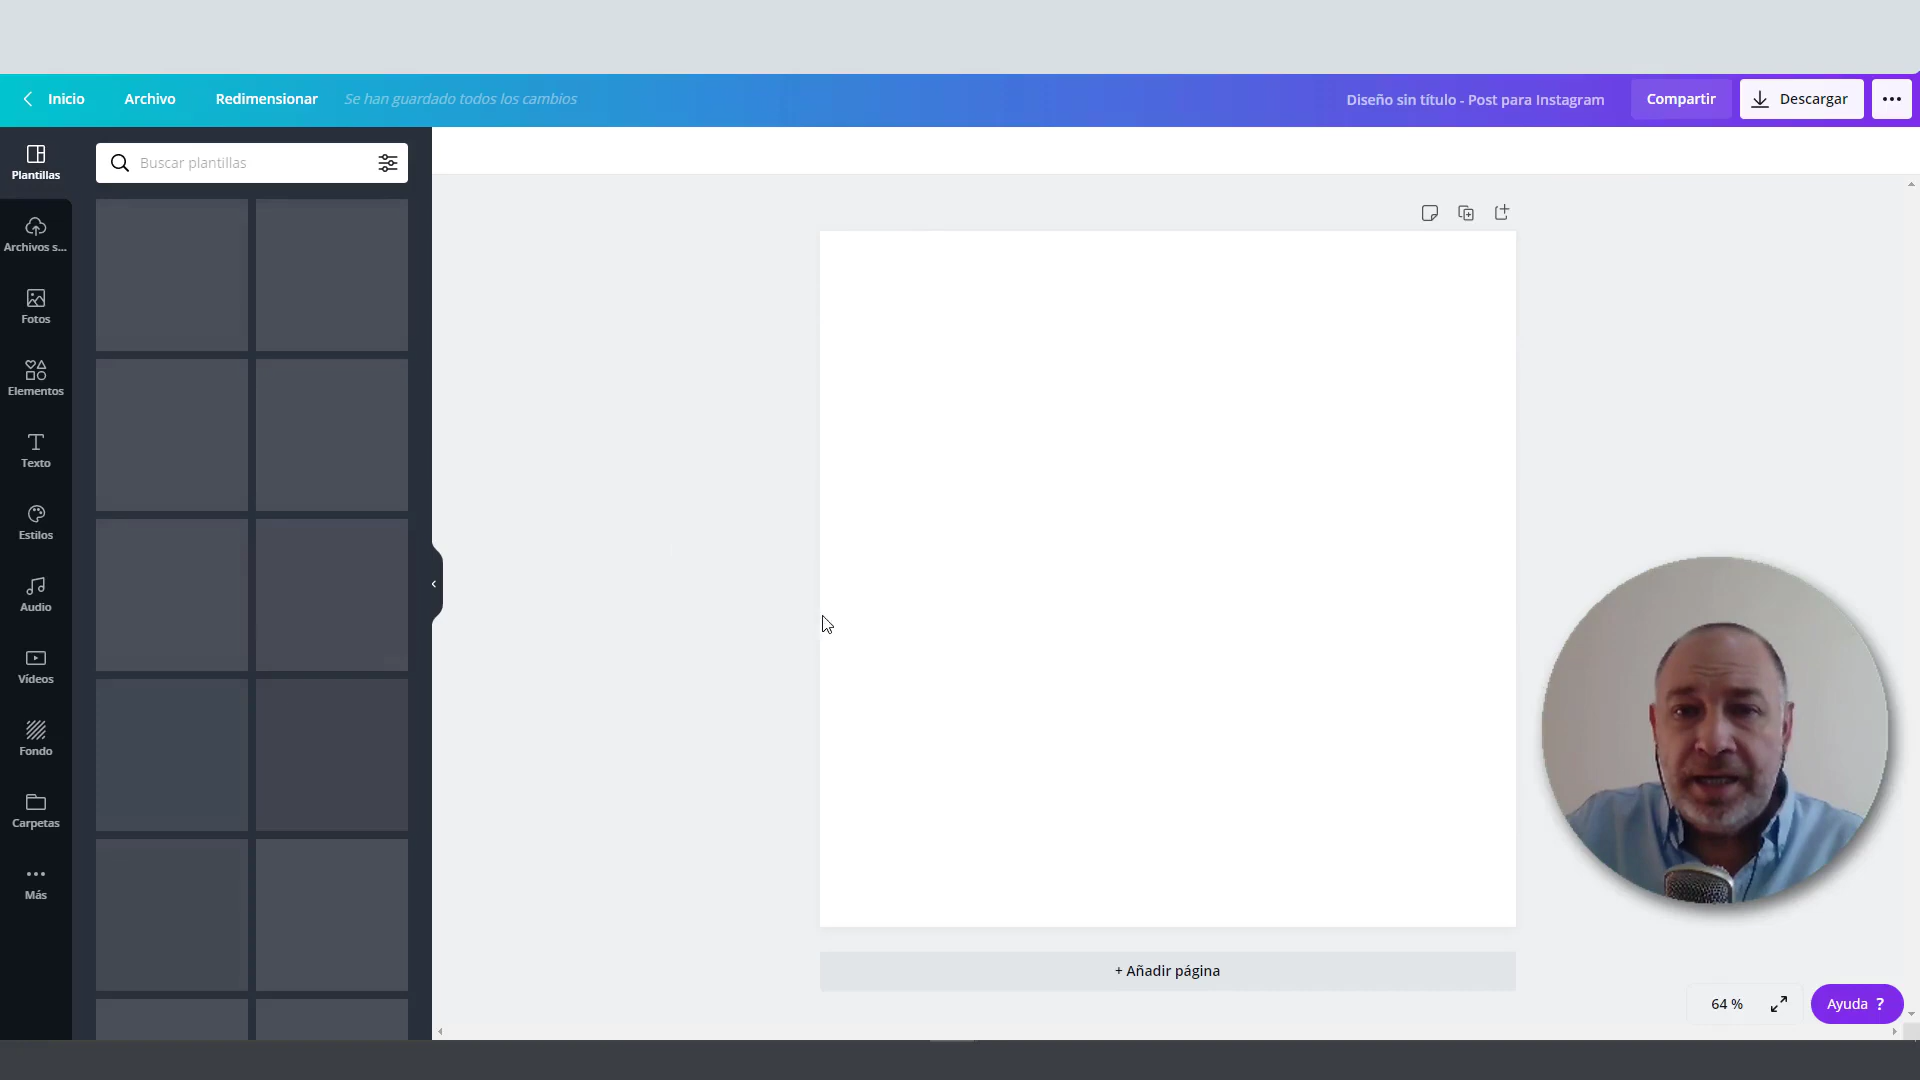 Inicio
Archivo
Redimensionar
Se han guardado todos los cambios
Diseño sin título - Post para Instagram
Compartir
Descargar
Plantillas
Buscar plantillas
Archivos s...
Fotos
Elementos
Texto
Estilos
Audio
Vídeos
Fondo
Carpetas
Más
+ Añadir página
64 %
Ayuda ?